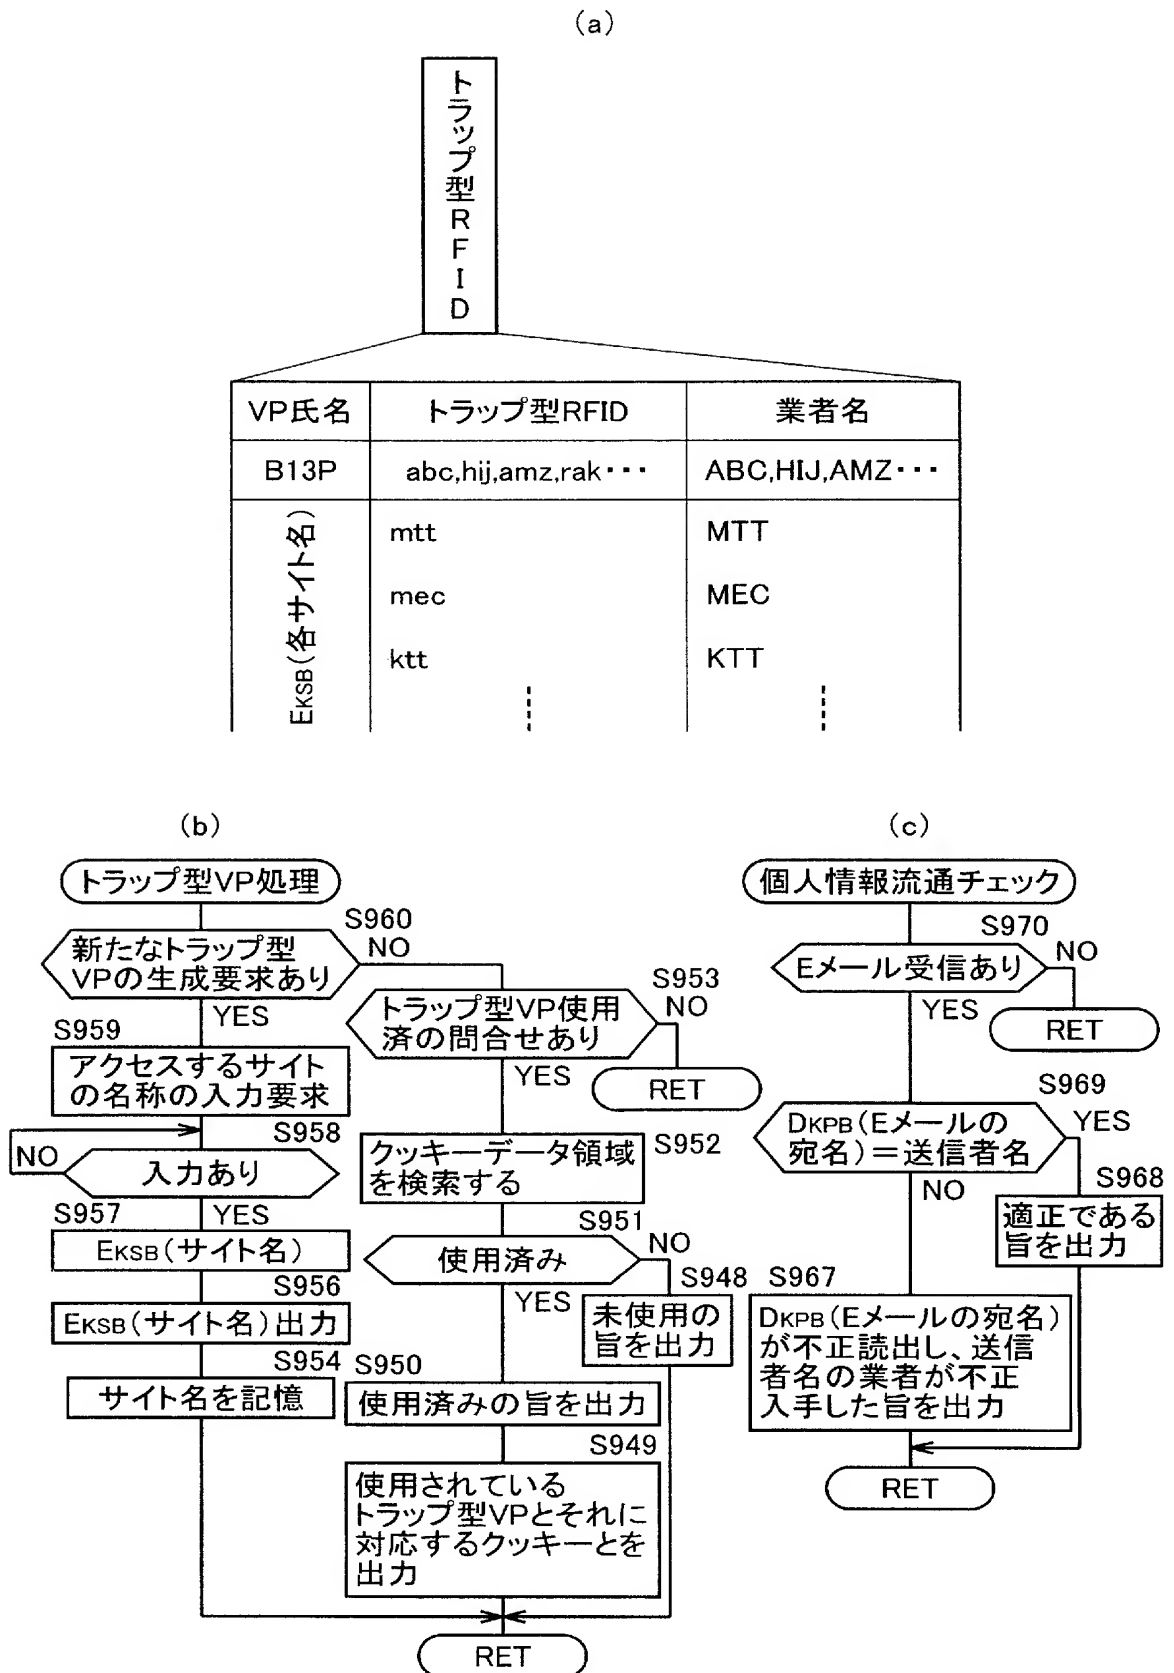 (a)
トラップ型RFID
VP氏名
トラップ型RFID
業者名
B13P
abc,hij,amz,rak･･･
ABC,HIJ,AMZ･･･
EKSB(各サイト名)
mtt
MTT
mec
MEC
ktt
KTT
(b)
トラップ型VP処理
S960
新たなトラップ型
VPの生成要求あり
NO
YES
S959
アクセスするサイト
の名称の入力要求
S958
NO
入力あり
YES
S957
EKSB(サイト名)
S956
EKSB(サイト名)出力
S954
サイト名を記憶
S953
トラップ型VP使用
済の問合せあり
NO
YES
RET
S952
クッキーデータ領域
を検索する
S951
使用済み
NO
YES
S948
未使用の
旨を出力
S950
使用済みの旨を出力
S949
使用されている
トラップ型VPとそれに
対応するクッキーとを
出力
RET
(c)
個人情報流通チェック
S970
Eメール受信あり
NO
YES
RET
S969
DKPB(Eメールの
宛名)＝送信者名
YES
NO
S968
適正である
旨を出力
S967
DKPB(Eメールの宛名)
が不正読出し、送信
者名の業者が不正
入手した旨を出力
RET